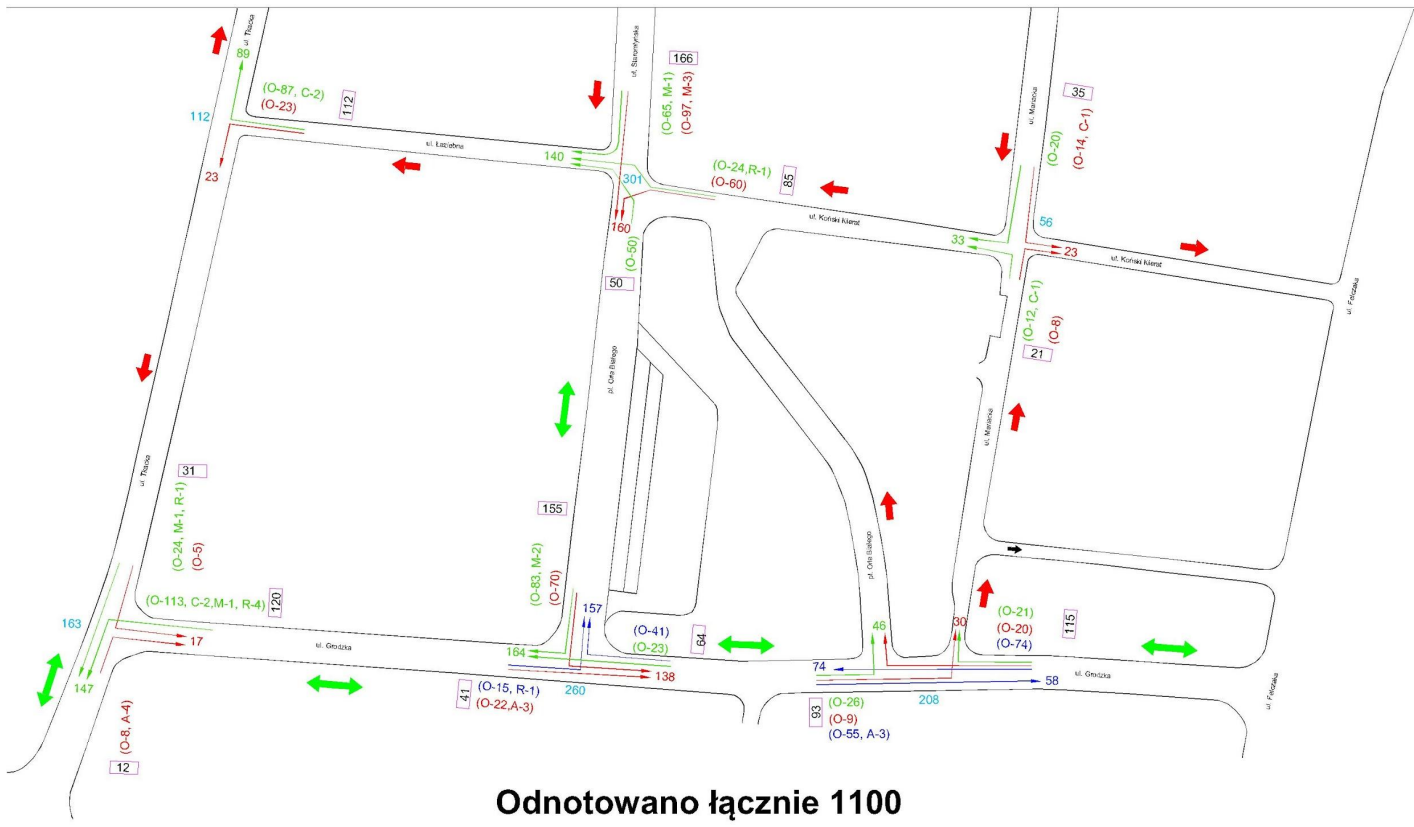 ul. Tkacka
89
(O-87, C-2)
(O-23)
112
112
23
ul. Łaziebna
ul. Staromłyńska
166
(O-65, M-1)
(O-97, M-3)
140
301
160
(O-50)
50
(O-24,R-1)
(O-60)
85
ul. Koński Kierat
ul. Mariacka
35
(O-20)
(O-14, C-1)
56
33
23
ul. Koński Kierat
ul. Felczaka
(O-12, C-1)
(O-8)
21
pl. Orła Białego
ul. Mariacka
ul. Tkacka
31
(O-24, M-1, R-1)
(O-5)
155
(O-83, M-2)
(O-70)
pl. Orła Białego
(O-113, C-2,M-1, R-4)
120
163
17
147
ul. Grodzka
(O-8, A-4)
12
157
(O-41)
(O-23)
64
164
138
260
41
(O-15, R-1)
(O-22,A-3)
46
30
(O-21)
(O-20)
(O-74)
115
74
58
ul. Grodzka
208
93
(O-26)
(O-9)
(O-55, A-3)
ul. Felczaka
Odnotowano łącznie 1100